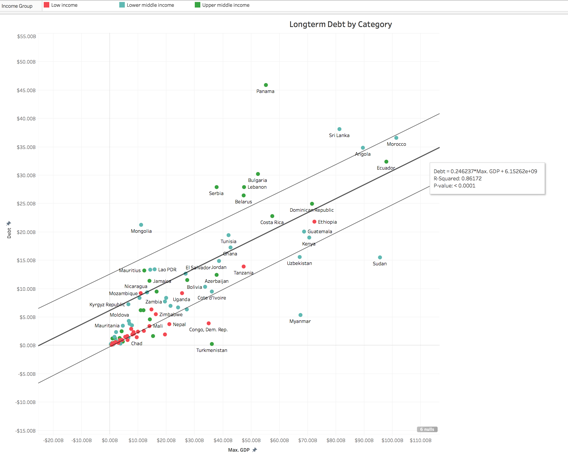 Income Group
Low income
Lower middle income
Upper middle income
Longterm Debt by Category
$55.00B
$50.00B
$45.00B
$40.00B
$35.00B
$30.00B
$25.00B
$20.00B
$15.00B
$10.00B
$5.00B
$0.00B
-$5.00B
-$10.00B
-$15.00B
Debt
Panama
Sri Lanka
Morocco
Angola
Ecuador
Bulgaria
Serbia
Lebanon
Belarus
Dominican Republic
Costa Rica
Ethiopia
Mongolia
Guatemala
Tunisia
Kenya
Ghana
Uzbekistan
Sudan
Mauritius
Lao PDR
El Salvador
Jordan
Tanzania
Jamaica
Azerbaijan
Nicaragua
Bolivia
Mozambique
Cote d'Ivoire
Kyrgyz Republic
Zambia
Uganda
Moldova
Zimbabwe
Myanmar
Mauritania
Mali
Nepal
Congo, Dem. Rep.
Chad
Turkmenistan
Debt = 0.246237*Max. GDP + 6.15262e+09
R-Squared: 0.86172
P-value: < 0.0001
-$20.00B
-$10.00B
$0.00B
$10.00B
$20.00B
$30.00B
$40.00B
$50.00B
$60.00B
$70.00B
$80.00B
$90.00B
$100.00B
$110.00B
Max. GDP